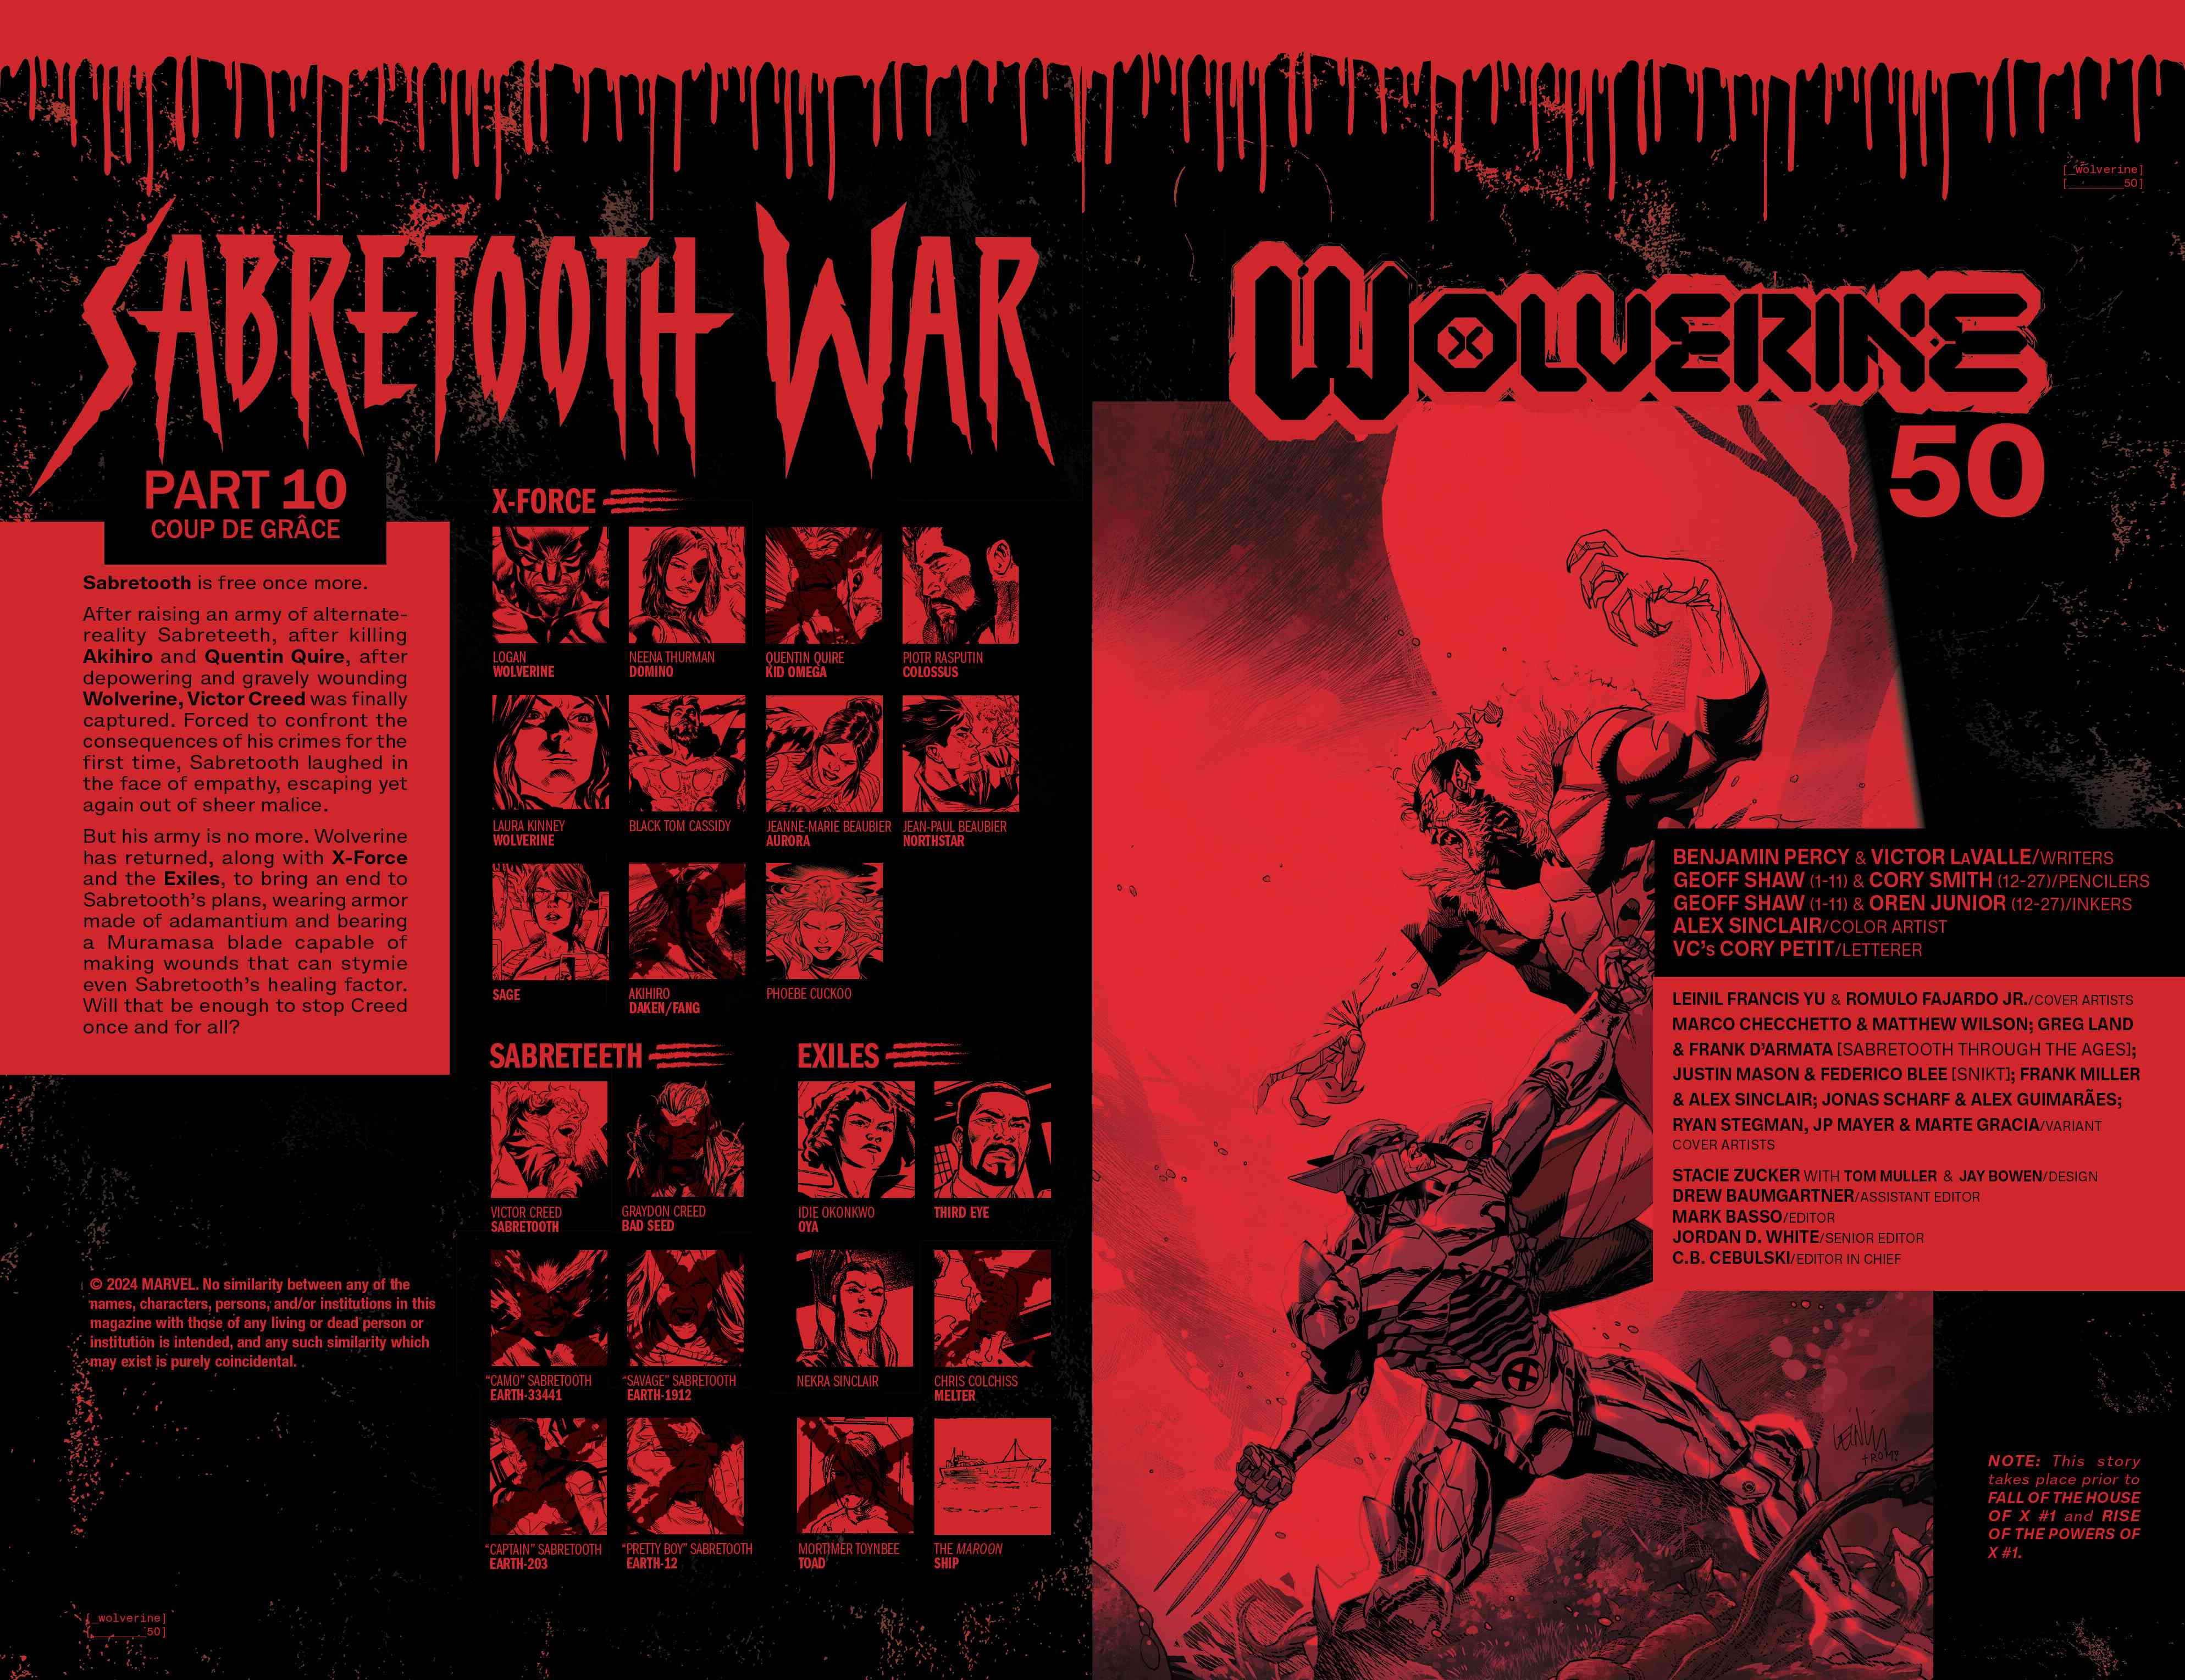 SABRETOOTH WAR
PART 10
COUP DE GRÂCE
Sabretooth is free once more.
After raising an army of alternate-
reality Sabreteeth, after killing
Akihiro and Quentin Quire, after
depowering and gravely wounding
Wolverine, Victor Creed was finally
captured. Forced to confront the
consequences of his crimes for the
first time, Sabretooth laughed in
the face of empathy, escaping yet
again out of sheer malice.
But his army is no more. Wolverine
has returned, along with X-Force
and the Exiles, to bring an end to
Sabretooth's plans, wearing armor
made of adamantium and bearing
a Muramasa blade capable of
making wounds that can stymie
even Sabretooth's healing factor.
Will that be enough to stop Creed
once and for all?
© 2024 MARVEL. No similarity between any of the
names, characters, persons, and/or institutions in this
magazine with those of any living or dead person or
institution is intended, and any such similarity which
may exist is purely coincidental.
[_wolverine]
[________50]
X-FORCE
LOGAN
WOLVERINE
NEENA THURMAN
DOMINO
QUENTIN QUIRE
KID OMEGA
PIOTR RASPUTIN
COLOSSUS
LAURA KINNEY
WOLVERINE
BLACK TOM CASSIDY
JEANNE-MARIE BEAUBIER
AURORA
JEAN-PAUL BEAUBIER
NORTHSTAR
SAGE
AKIHIRO
DAKEN/FANG
PHOEBE CUCKOO
SABRETEETH
VICTOR CREED
SABRETOOTH
GRAYDON CREED
BAD SEED
"CAMO" SABRETOOTH
EARTH-33441
"SAVAGE" SABRETOOTH
EARTH-1912
"CAPTAIN" SABRETOOTH
EARTH-203
"PRETTY BOY" SABRETOOTH
EARTH-12
EXILES
IDIE OKONKWO
OYA
THIRD EYE
NEKRA SINCLAIR
CHRIS COLCHISS
MELTER
MORTIMER TOYNBEE
TOAD
THE MAROON
SHIP
[_wolverine]
[________50]
WOLVERINE
50
BENJAMIN PERCY & VICTOR LaVALLE/WRITERS
GEOFF SHAW (1-11) & CORY SMITH (12-27)/PENCILERS
GEOFF SHAW (1-11) & OREN JUNIOR (12-27)/INKERS
ALEX SINCLAIR/COLOR ARTIST
VC's CORY PETIT/LETTERER
LEINIL FRANCIS YU & ROMULO FAJARDO JR./COVER ARTISTS
MARCO CHECCHETTO & MATTHEW WILSON; GREG LAND
& FRANK D'ARMATA [SABRETOOTH THROUGH THE AGES];
JUSTIN MASON & FEDERICO BLEE [SNIKT]; FRANK MILLER
& ALEX SINCLAIR; JONAS SCHARF & ALEX GUIMARÃES;
RYAN STEGMAN, JP MAYER & MARTE GRACIA/VARIANT
COVER ARTISTS
STACIE ZUCKER WITH TOM MULLER & JAY BOWEN/DESIGN
DREW BAUMGARTNER/ASSISTANT EDITOR
MARK BASSO/EDITOR
JORDAN D. WHITE/SENIOR EDITOR
C.B. CEBULSKI/EDITOR IN CHIEF
NOTE: This story
takes place prior to
FALL OF THE HOUSE
OF X #1 and RISE
OF THE POWERS OF
X #1.